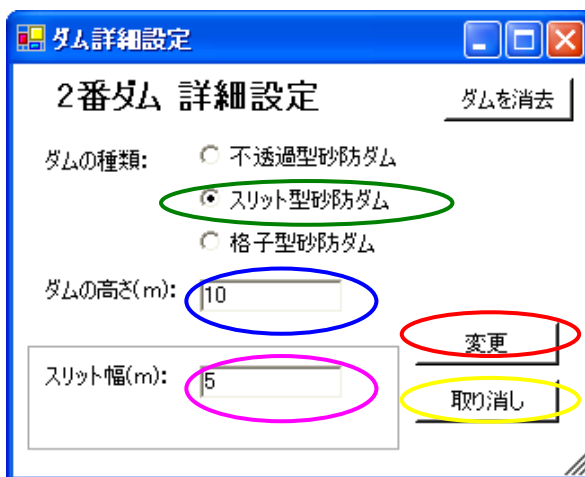 ダム詳細設定
2番ダム 詳細設定
ダムを消去
ダムの種類:
不透過型砂防ダム
スリット型砂防ダム
格子型砂防ダム
ダムの高さ(m):
10
変更
スリット幅(m):
5
取り消し